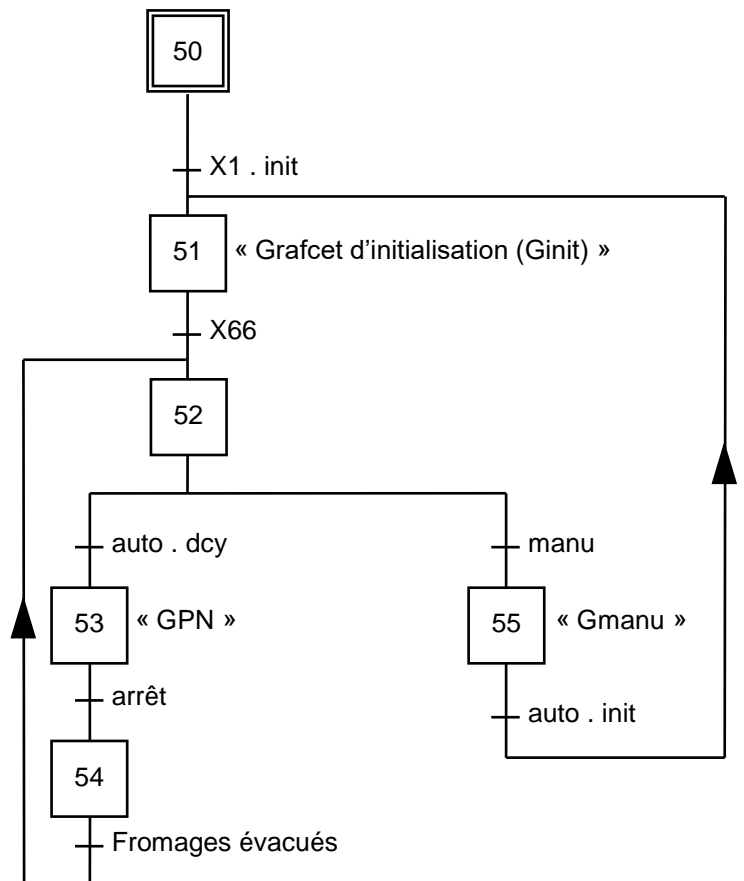 50
X1 . init
51 « Grafcet d’initialisation (Ginit) »
X66
52
auto . dcy manu
53 « GPN » 55 « Gmanu »
arrêt
auto . init
54
Fromages évacués